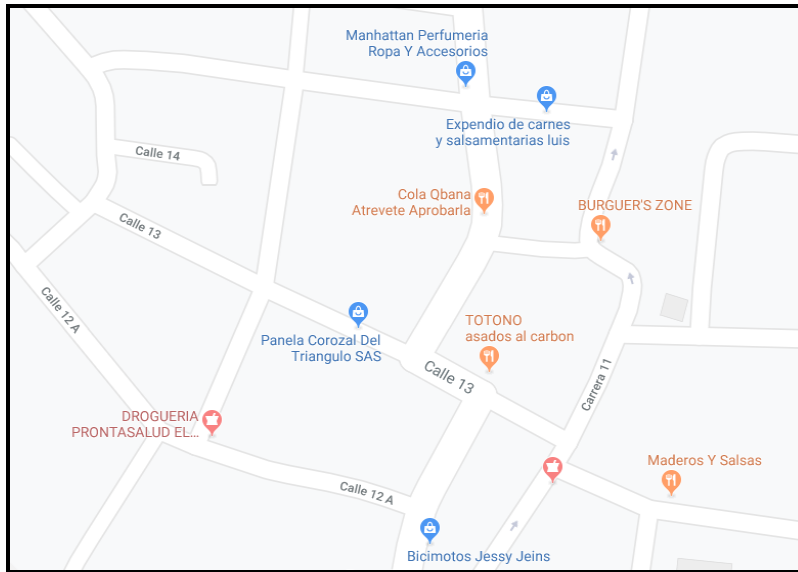 Manhattan Perfumeria
Ropa Y Accesorios
Expendio de carnes
y salsamentarias luis
Calle 14
Cola Qbana
Atrevete Aprobarla
BURGUER'S ZONE
Calle 13
Calle 12 A
TOTONO
asados al carbon
Panela Corozal Del
Triangulo SAS
Calle 13
Carrera 11
DROGUERIA
PRONTASALUD EL...
Maderos Y Salsas
Calle 12 A
Bicimotos Jessy Jeins